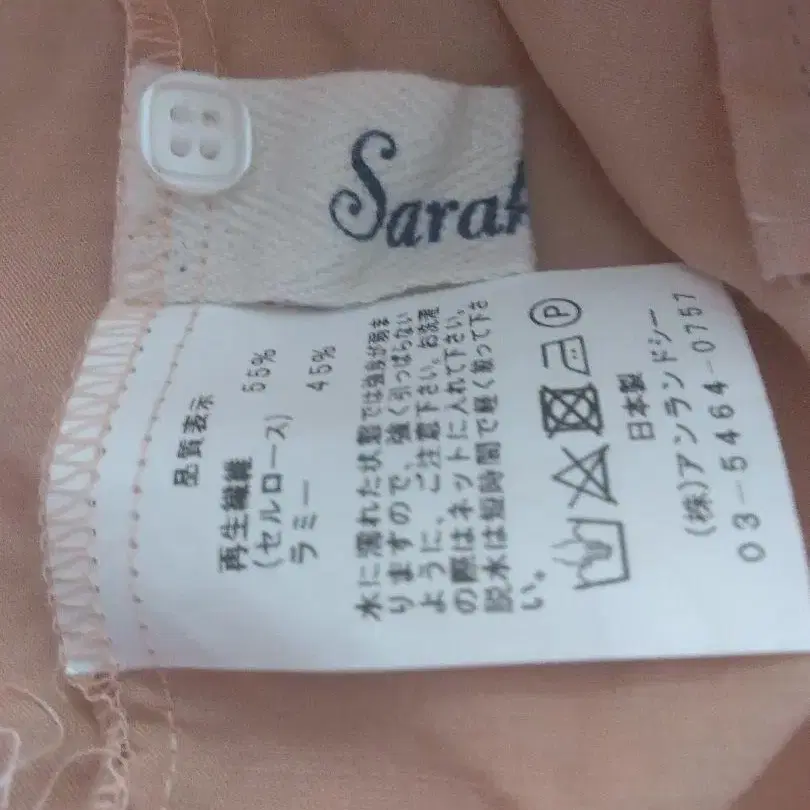 Sarah
品質表示
再生繊維 55%
(セルロース)
ラミー 45%
水に濡れた状態では強度が弱ま
りますので、強く引っぱらない
ように、ご注意下さい。お洗濯
の際はネットに入れて下さい。
脱水は短時間で軽く絞って下さ
い。
P
日本製
(株)アンランドシー
03-5464-0757